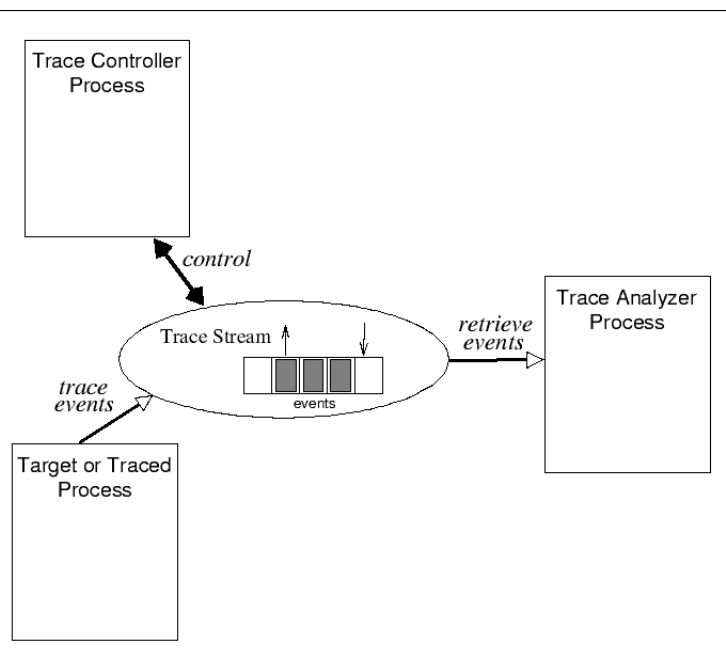 Trace Controller
Process
control
Trace Stream
events
retrieve
events
Trace Analyzer
Process
trace
events
Target or Traced
Process